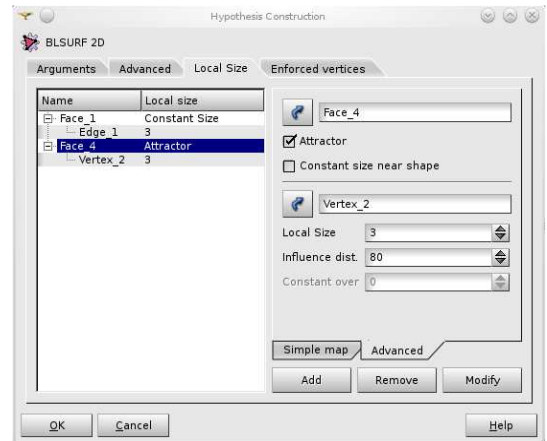 Hypothesis Construction
BLSURF 2D
Arguments Advanced Local Size Enforced vertices
Name Local size
Face_1 Constant Size
Edge_1 3
Face_4 Attractor
Vertex_2 3
Face_4
Attractor
Constant size near shape
Vertex_2
Local Size 3
Influence dist. 80
Constant over 0
Simple map Advanced
Add Remove Modify
OK Cancel Help